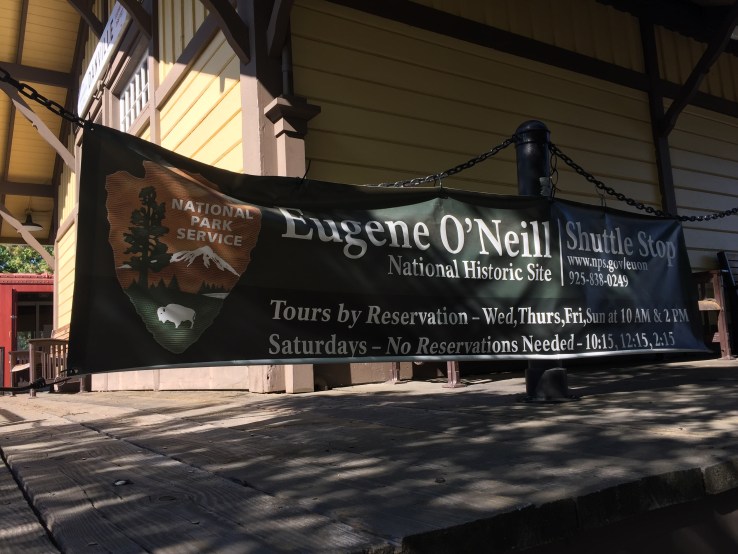 NATIONAL
PARK
SERVICE
Eugene O'Neill
National Historic Site
Shuttle Stop
www.nps.gov/euon
925-838-0249
Tours by Reservation - Wed,Thurs,Fri,Sun at 10 AM & 2 PM
Saturdays - No Reservations Needed - 10:15, 12:15, 2:15